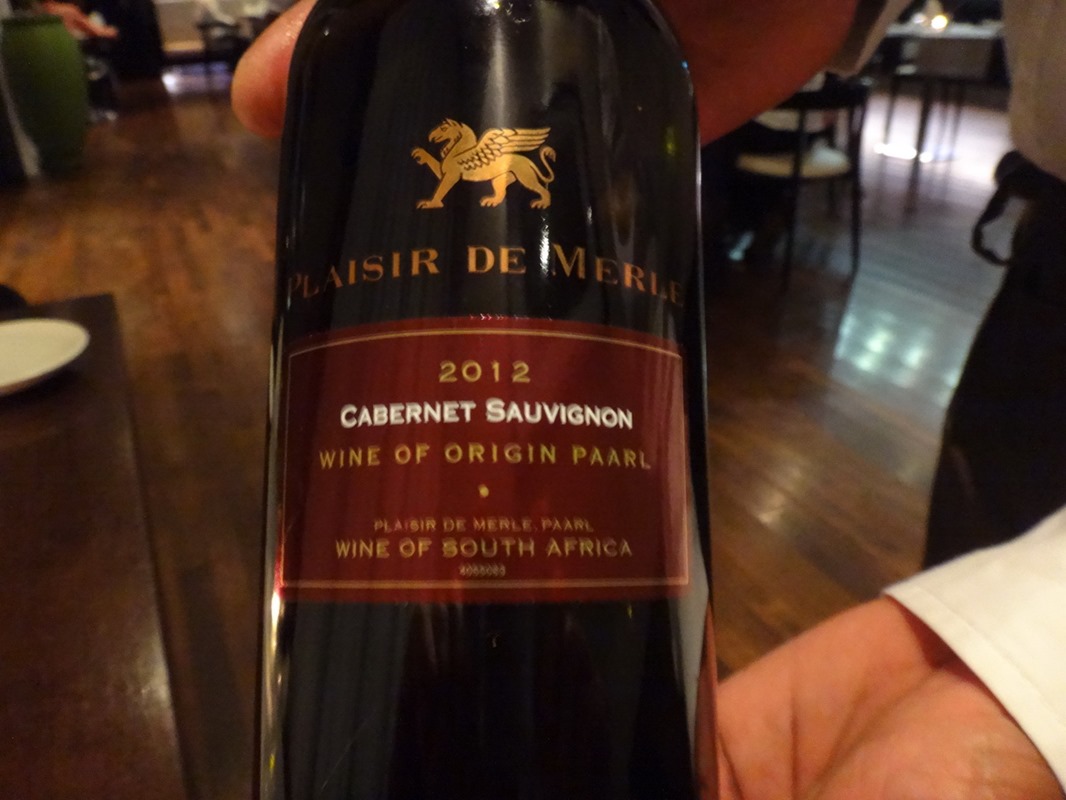 PLAISIR DE MERLE
2012
CABERNET SAUVIGNON
WINE OF ORIGIN PAARL
PLAISIR DE MERLE, PAARL
WINE OF SOUTH AFRICA